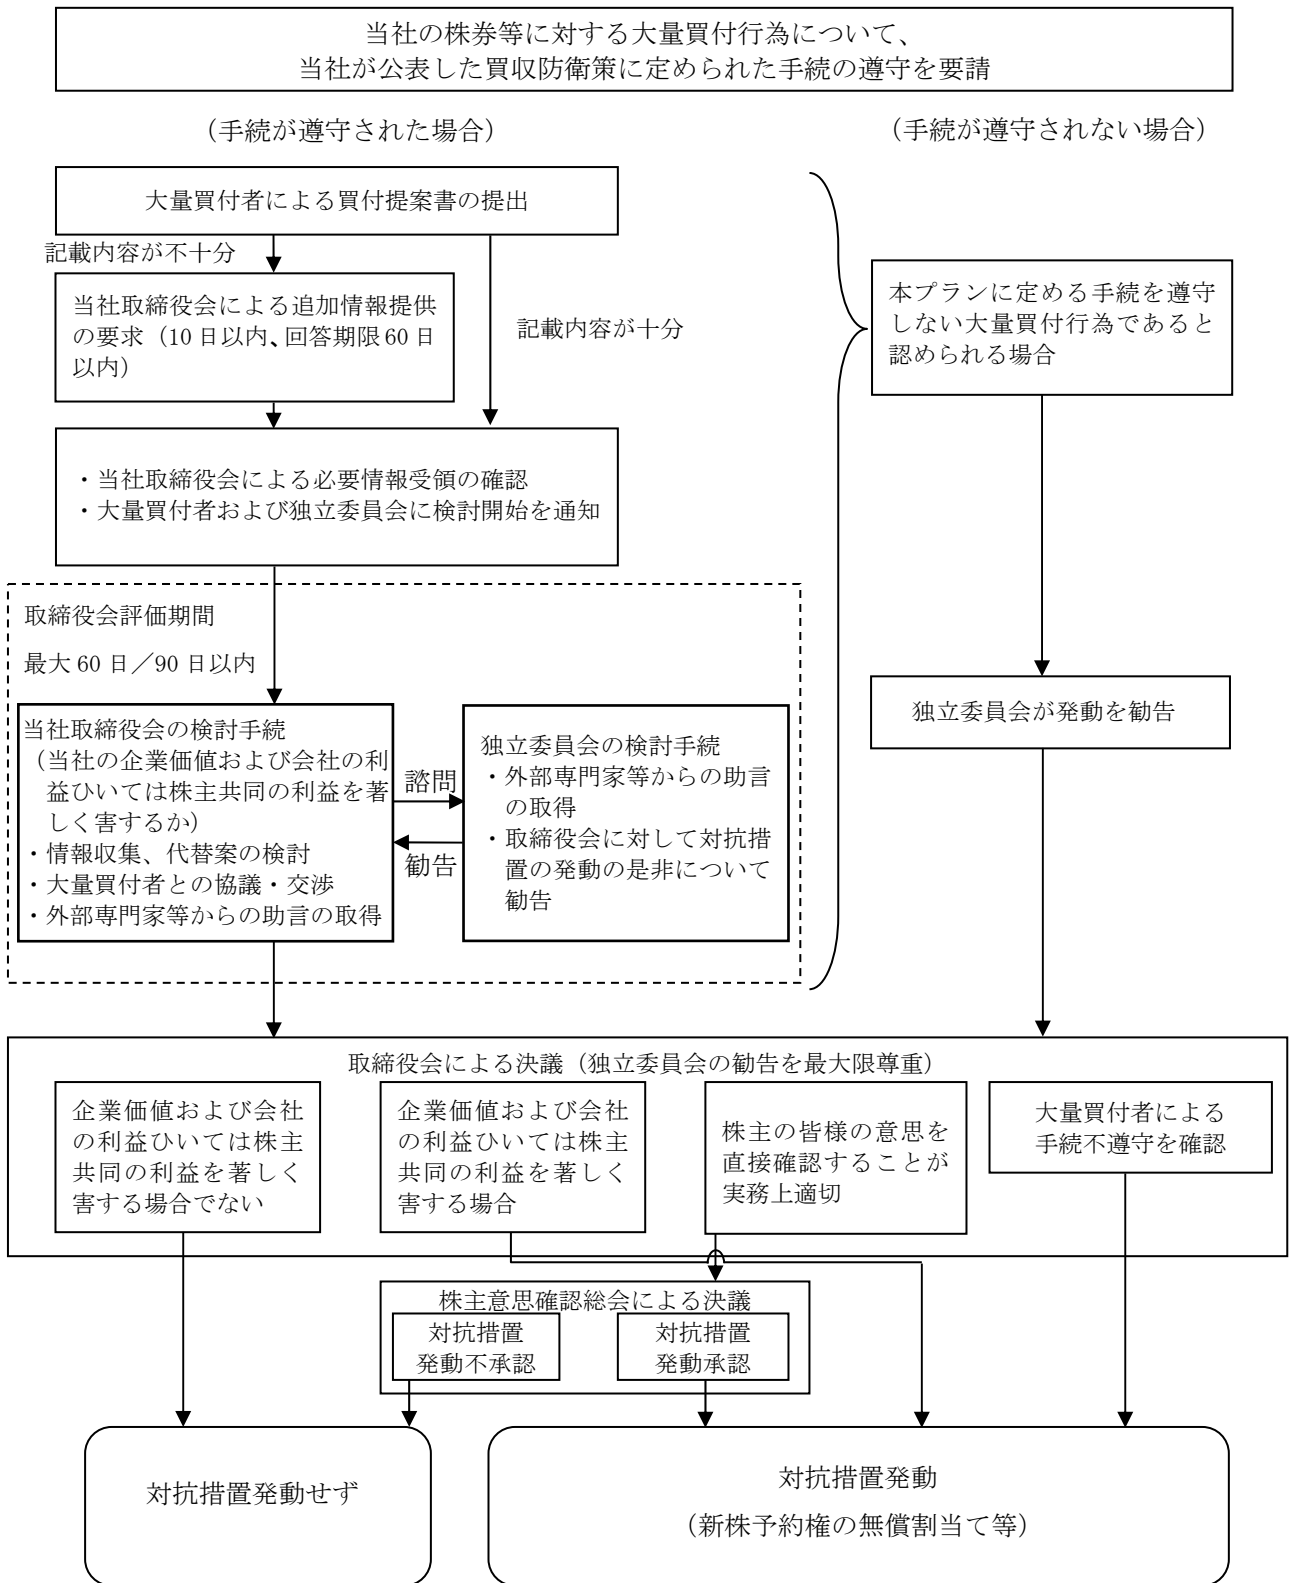 当社の株券等に対する大量買付行為について、
当社が公表した買収防衛策に定められた手続の遵守を要請
（手続が遵守された場合）
（手続が遵守されない場合）
大量買付者による買付提案書の提出
記載内容が不十分
当社取締役会による追加情報提供
の要求（10 日以内、回答期限 60 日
以内）
記載内容が十分
本プランに定める手続を遵守
しない大量買付行為であると
認められる場合
・当社取締役会による必要情報受領の確認
・大量買付者および独立委員会に検討開始を通知
取締役会評価期間
最大 60 日／90 日以内
独立委員会が発動を勧告
当社取締役会の検討手続
（当社の企業価値および会社の利
益ひいては株主共同の利益を著
しく害するか）
・情報収集、代替案の検討
・大量買付者との協議・交渉
・外部専門家等からの助言の取得
諮問
勧告
独立委員会の検討手続
・外部専門家等からの助言
の取得
・取締役会に対して対抗措
置の発動の是非について
勧告
取締役会による決議（独立委員会の勧告を最大限尊重）
企業価値および会社
の利益ひいては株主
共同の利益を著しく
害する場合でない
企業価値および会社
の利益ひいては株主
共同の利益を著しく
害する場合
株主の皆様の意思を
直接確認することが
実務上適切
大量買付者による
手続不遵守を確認
株主意思確認総会による決議
対抗措置
発動不承認
対抗措置
発動承認
対抗措置発動せず
対抗措置発動
（新株予約権の無償割当て等）